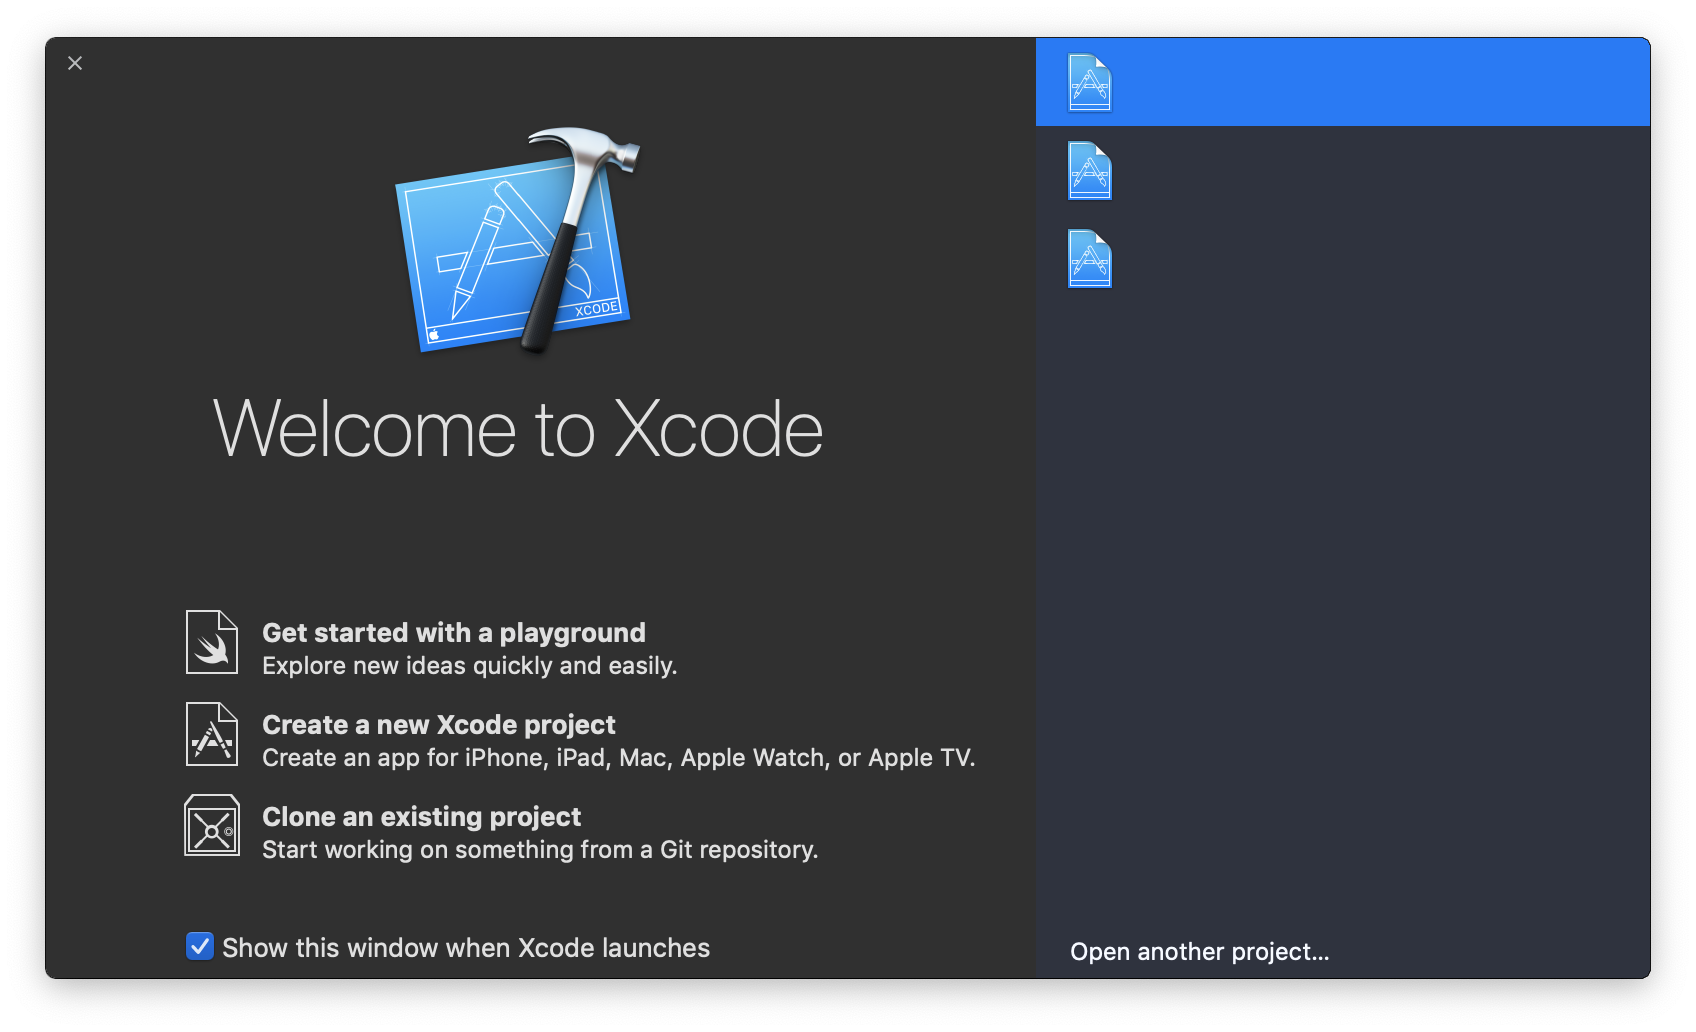 XCODE
Welcome to Xcode
Get started with a playground
Explore new ideas quickly and easily.
Create a new Xcode project
Create an app for iPhone, iPad, Mac, Apple Watch, or Apple TV.
Clone an existing project
Start working on something from a Git repository.
Show this window when Xcode launches
Open another project...